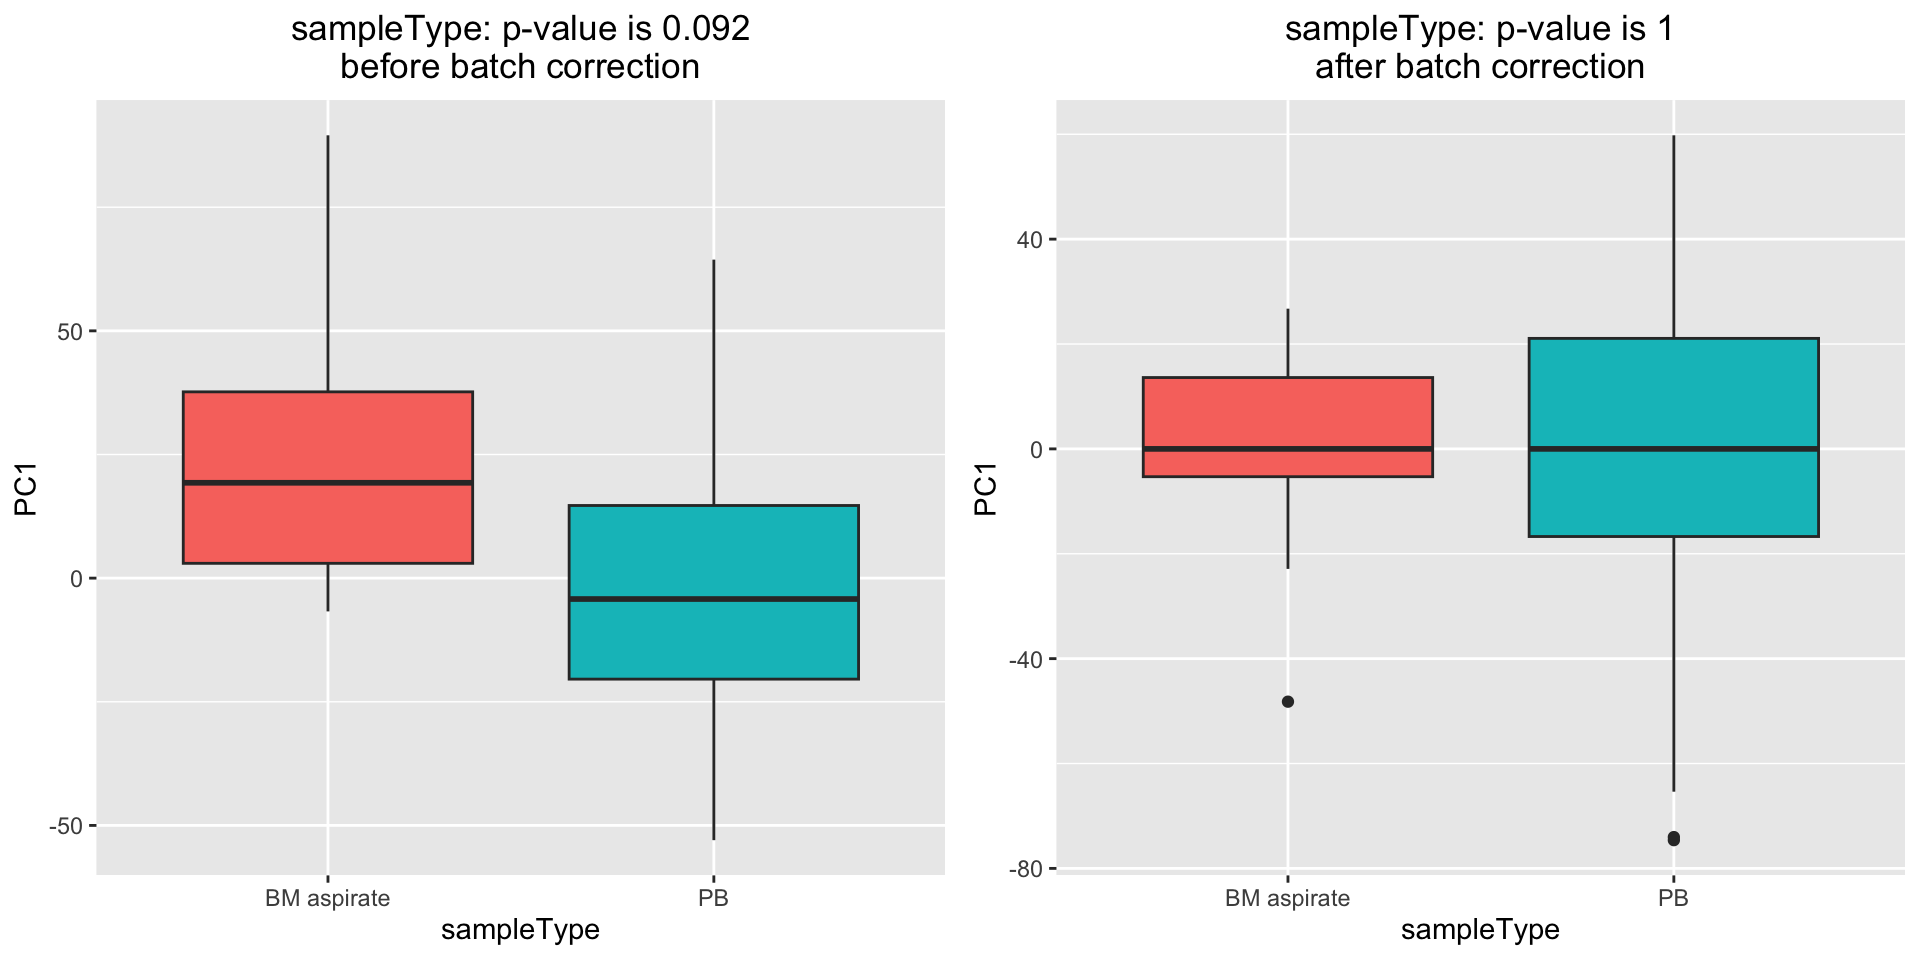 sampleType: p-value is 0.092
before batch correction
PC1
50
0
-50
BM aspirate
PB
sampleType
sampleType: p-value is 1
after batch correction
PC1
40
0
-40
-80
BM aspirate
PB
sampleType